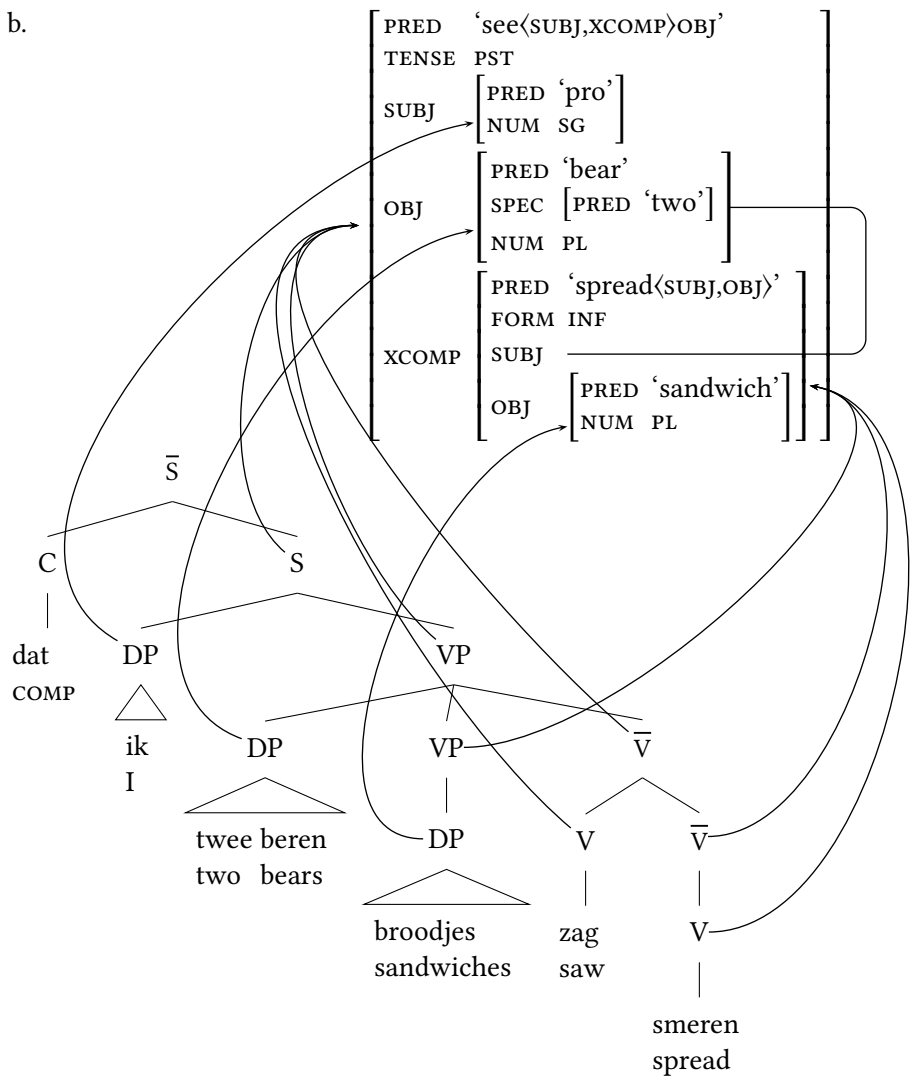 b.
PRED ‘see⟨SUBJ,XCOMP⟩OBJ’
TENSE PST
SUBJ
PRED ‘pro’
NUM SG
OBJ
PRED ‘bear’
SPEC [PRED ‘two’]
NUM PL
XCOMP
PRED ‘spread⟨SUBJ,OBJ⟩’
FORM INF
SUBJ
OBJ
PRED ‘sandwich’
NUM PL
S̅
C S
dat DP VP
COMP
ik DP VP V̅
I
twee beren DP V V̅
two bears
broodjes zag V
sandwiches saw
smeren
spread